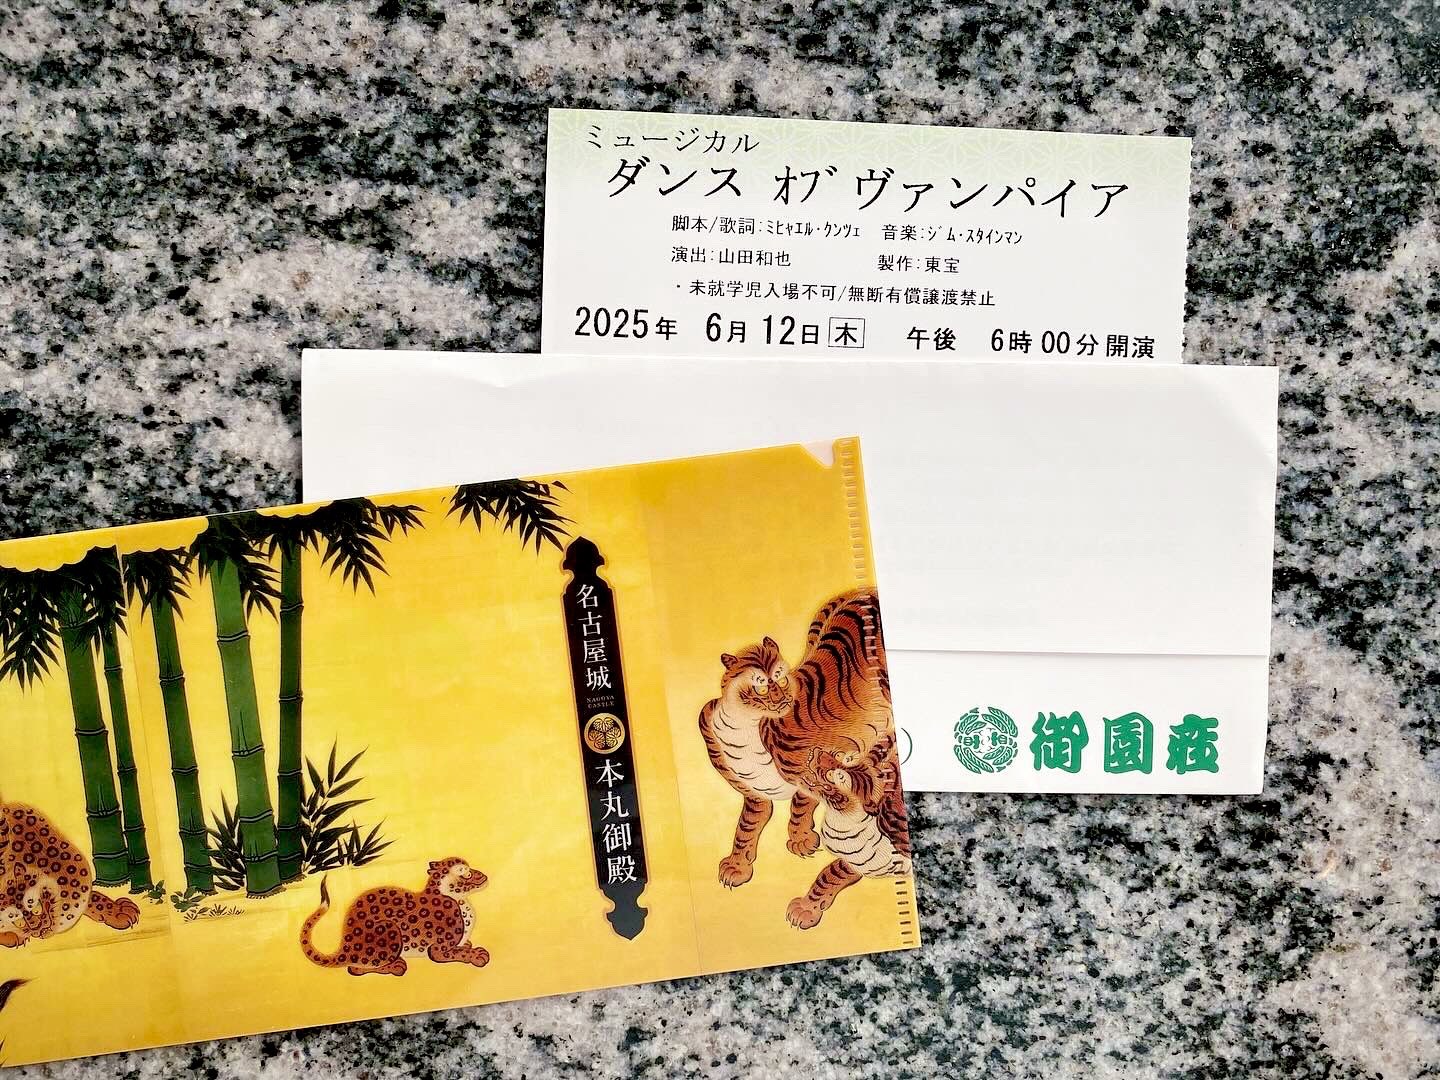 ミュージカル
ダンス ｵﾌﾞ ヴァンパイア
脚本/歌詞:ﾐﾋｬｴﾙ・ｸﾝﾂｪ 音楽:ｼﾞﾑ・ｽﾀｲﾝﾏﾝ
演出:山田和也 製作:東宝
・未就学児入場不可/無断有償譲渡禁止
2025年 6月 12日 木 午後 6時 00分 開演
名古屋城
NAGOYA
CASTLE
本丸御殿
御園荘